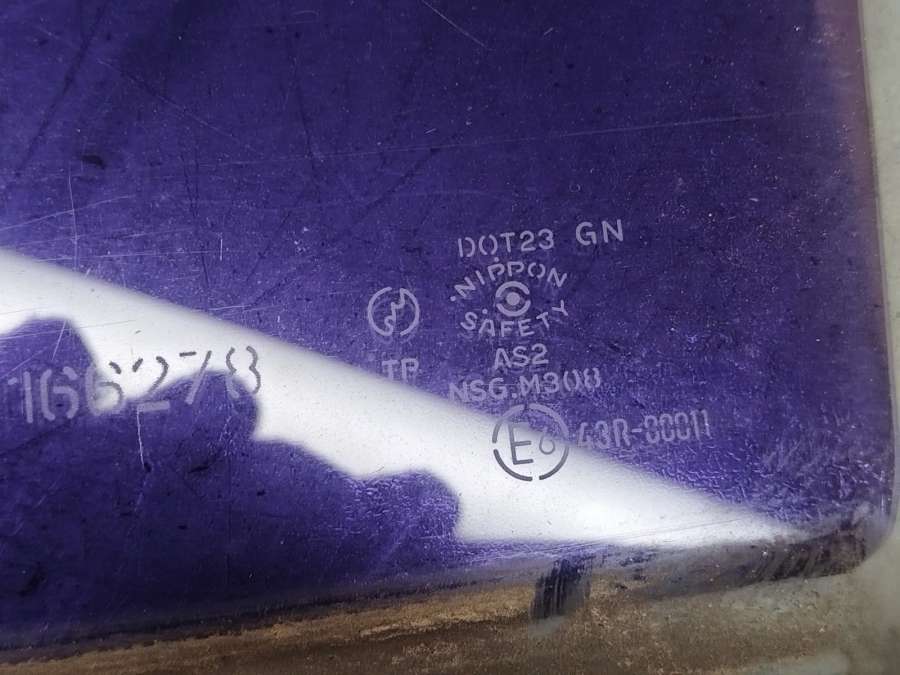 DOT23 GN
NIPPON
SAFETY
TP
AS2
166278
NSG.M308
E6 43R-00011